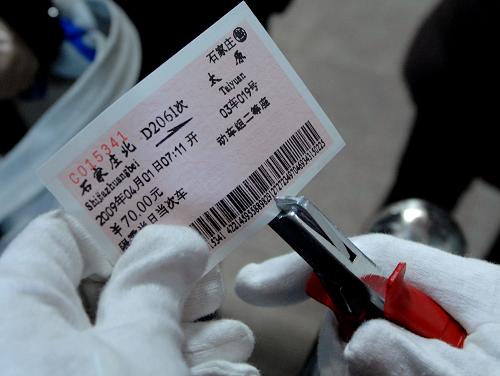 C015341 石家庄 售
石家庄北 D2061次 太原
Shijiazhuangbei Taiyuan
2009年04月01日07:11开 03车019号
￥70.00元 动车组二等座
限乘当日当次车